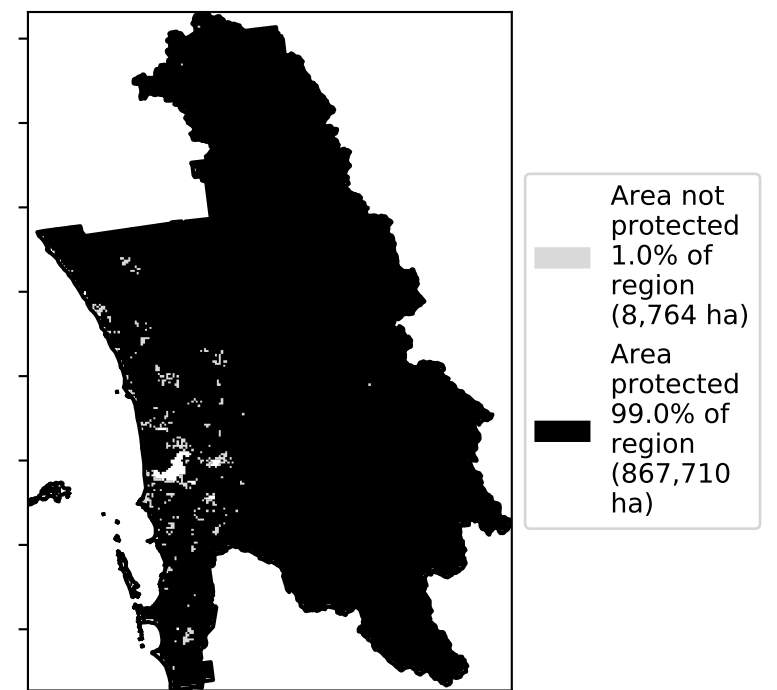 Area not
protected
1.0% of
region
(8,764 ha)
Area
protected
99.0% of
region
(867,710
ha)